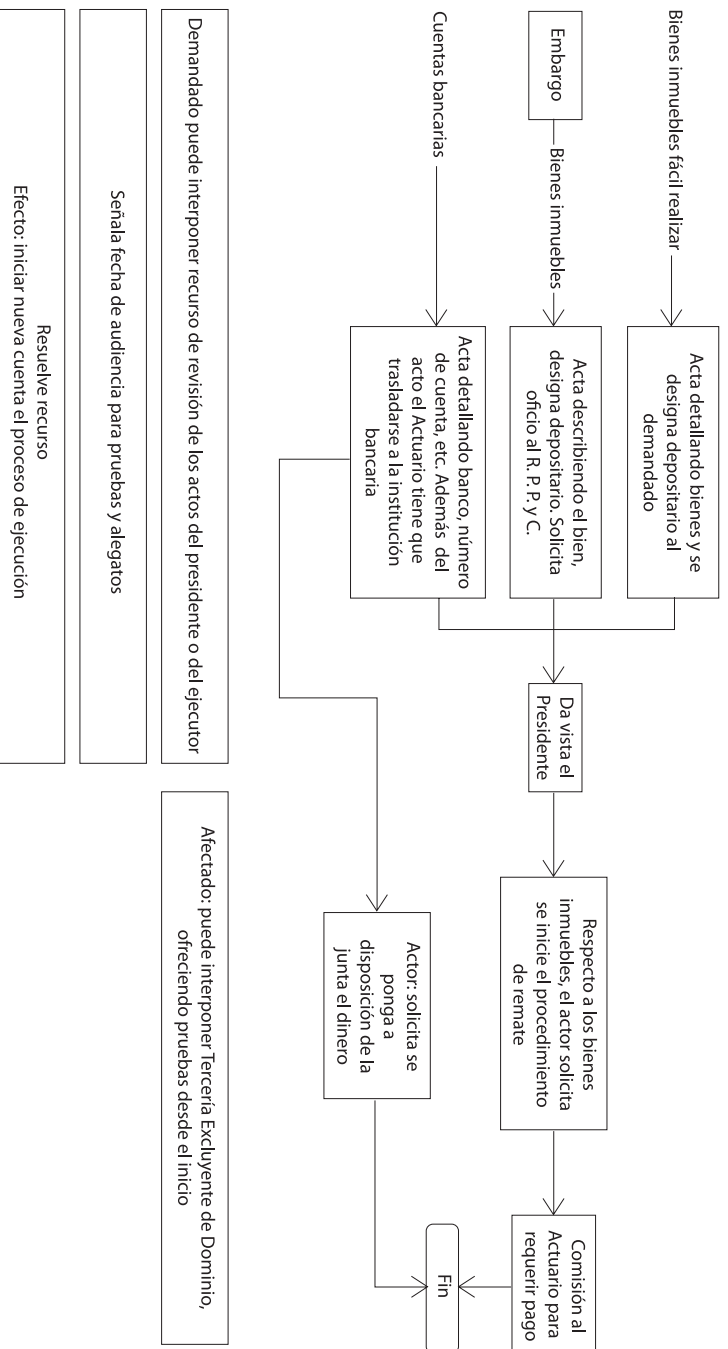 Bienes inmuebles fácil realizar
Acta detallando bienes y se
designa depositario al
demandado
Embargo
Bienes inmuebles
Acta describiendo el bien,
designa depositario. Solicita
oficio al R. P. P. y C.
Cuentas bancarias
Acta detallando banco, número
de cuenta, etc. Además del
acto el Actuario tiene que
trasladarse a la institución
bancaria
Da vista el
Presidente
Respecto a los bienes
inmuebles, el actor solicita
se inicie el procedimiento
de remate
Comisión al
Actuario para
requerir pago
Actor: solicita se
ponga a
disposición de la
junta el dinero
Fin
Demandado puede interponer recurso de revisión de los actos del presidente o del ejecutor
Afectado: puede interponer Tercería Excluyente de Dominio,
ofreciendo pruebas desde el inicio
Señala fecha de audiencia para pruebas y alegatos
Resuelve recurso
Efecto: iniciar nueva cuenta el proceso de ejecución